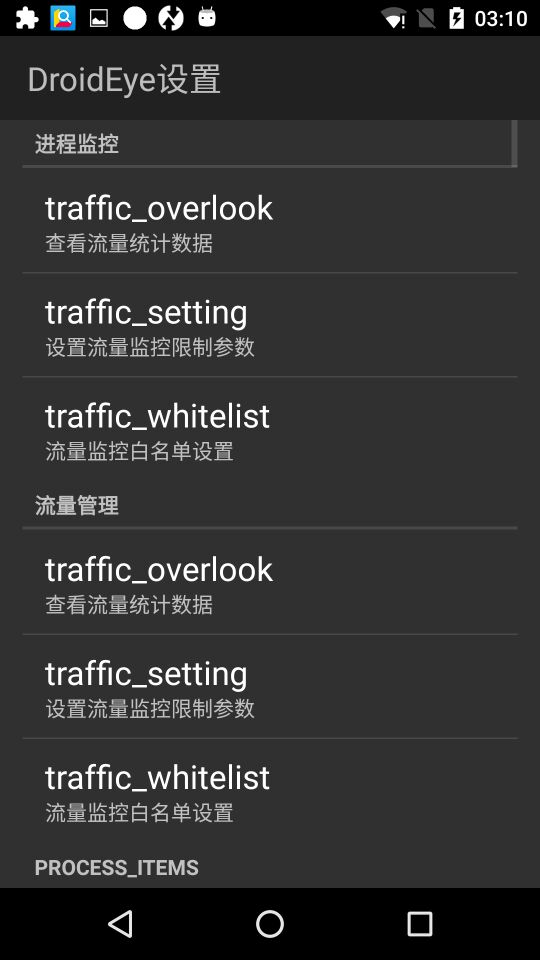 03:10
DroidEye设置
进程监控
traffic_overlook
查看流量统计数据
traffic_setting
设置流量监控限制参数
traffic_whitelist
流量监控白名单设置
流量管理
traffic_overlook
查看流量统计数据
traffic_setting
设置流量监控限制参数
traffic_whitelist
流量监控白名单设置
PROCESS_ITEMS